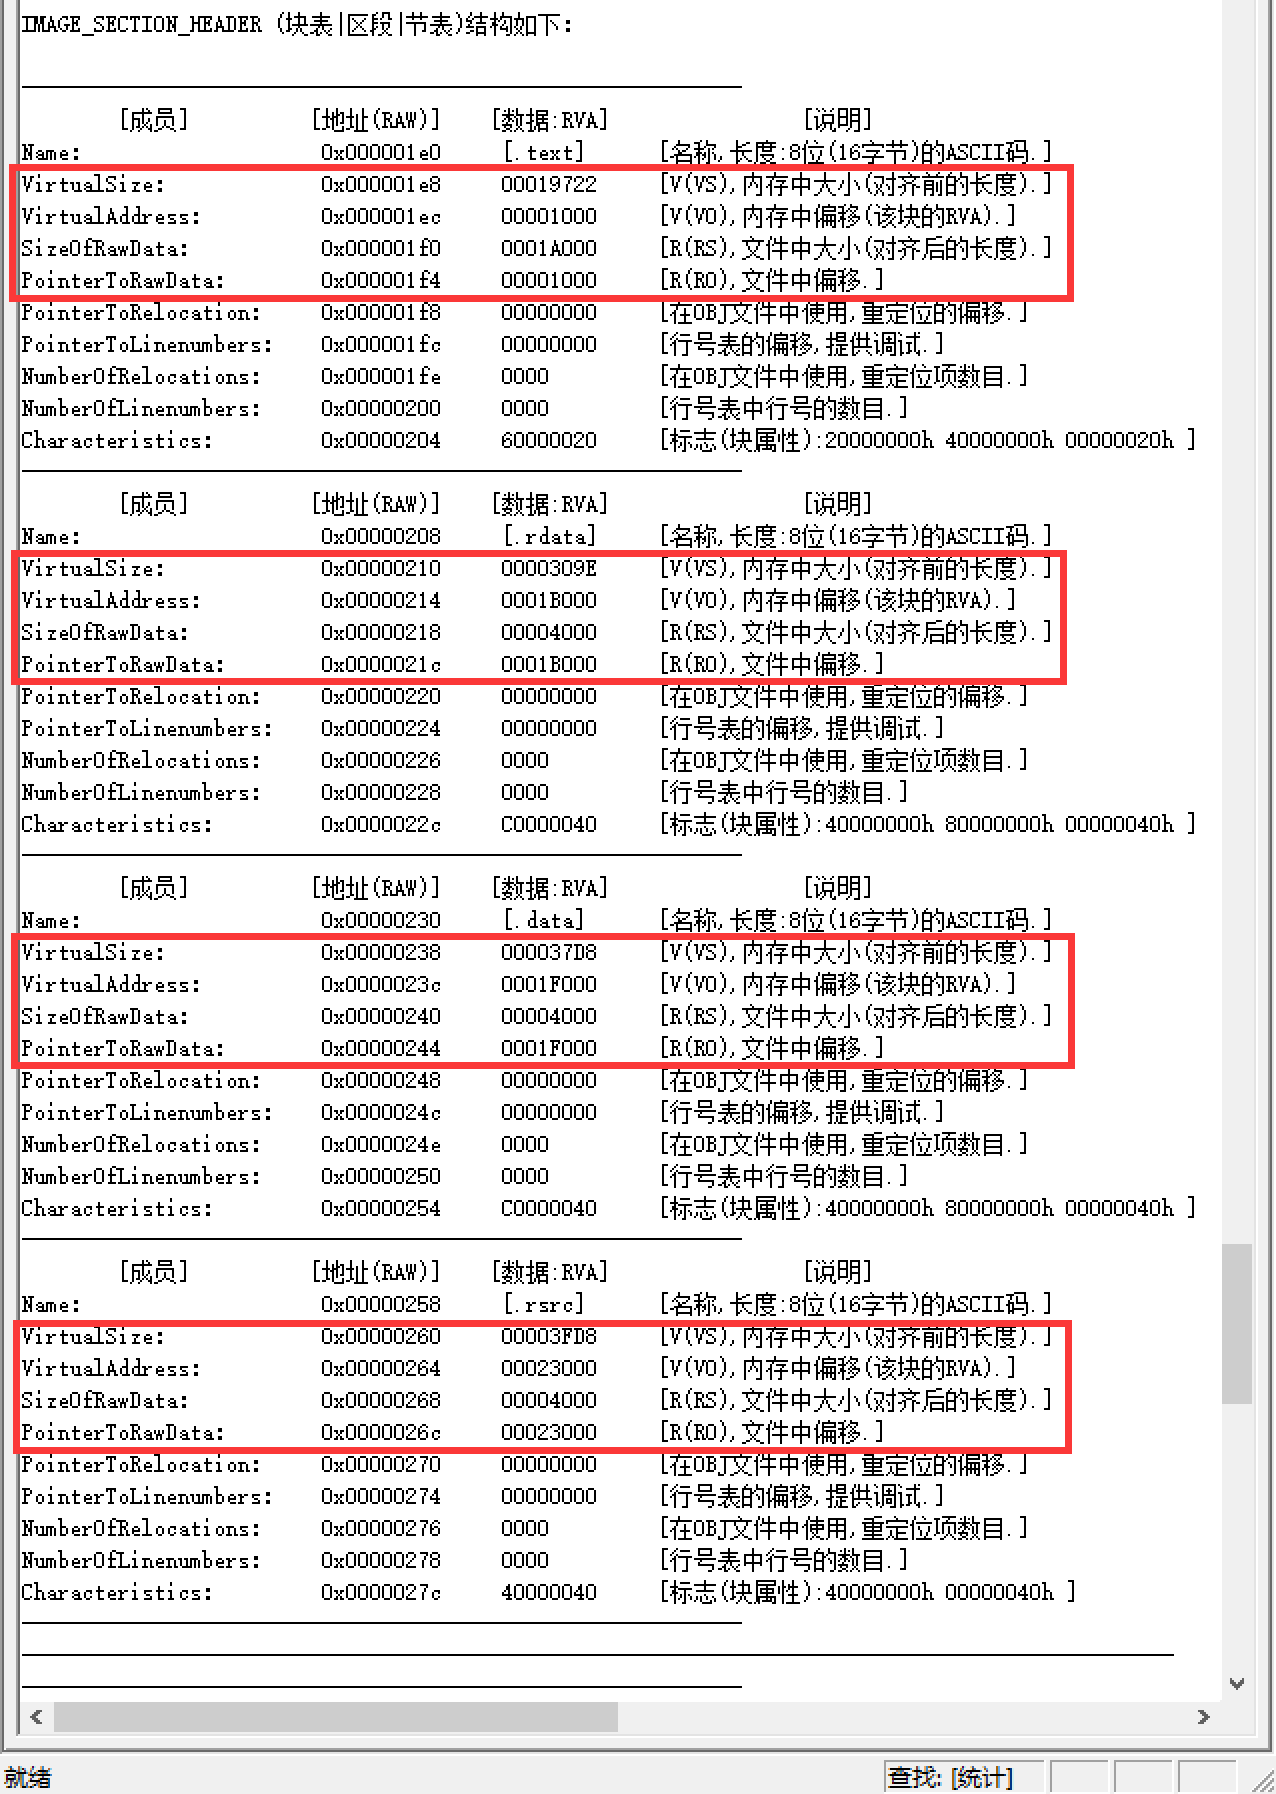 IMAGE_SECTION_HEADER (块表|区段|节表)结构如下:
[成员] [地址(RAW)] [数据:RVA] [说明]
Name: 0x000001e0 [.text] [名称,长度:8位(16字节)的ASCII码.]
VirtualSize: 0x000001e8 00019722 [V(VS),内存中大小(对齐前的长度).]
VirtualAddress: 0x000001ec 00001000 [V(VO),内存中偏移(该块的RVA).]
SizeOfRawData: 0x000001f0 0001A000 [R(RS),文件中大小(对齐后的长度).]
PointerToRawData: 0x000001f4 00001000 [R(RO),文件中偏移.]
PointerToRelocation: 0x000001f8 00000000 [在OBJ文件中使用,重定位的偏移.]
PointerToLinenumbers: 0x000001fc 00000000 [行号表的偏移,提供调试.]
NumberOfRelocations: 0x000001fe 0000 [在OBJ文件中使用,重定位项数目.]
NumberOfLinenumbers: 0x00000200 0000 [行号表中行号的数目.]
Characteristics: 0x00000204 60000020 [标志(块属性):20000000h 40000000h 00000020h ]
[成员] [地址(RAW)] [数据:RVA] [说明]
Name: 0x00000208 [.rdata] [名称,长度:8位(16字节)的ASCII码.]
VirtualSize: 0x00000210 0000309E [V(VS),内存中大小(对齐前的长度).]
VirtualAddress: 0x00000214 0001B000 [V(VO),内存中偏移(该块的RVA).]
SizeOfRawData: 0x00000218 00004000 [R(RS),文件中大小(对齐后的长度).]
PointerToRawData: 0x0000021c 0001B000 [R(RO),文件中偏移.]
PointerToRelocation: 0x00000220 00000000 [在OBJ文件中使用,重定位的偏移.]
PointerToLinenumbers: 0x00000224 00000000 [行号表的偏移,提供调试.]
NumberOfRelocations: 0x00000226 0000 [在OBJ文件中使用,重定位项数目.]
NumberOfLinenumbers: 0x00000228 0000 [行号表中行号的数目.]
Characteristics: 0x0000022c C0000040 [标志(块属性):40000000h 80000000h 00000040h ]
[成员] [地址(RAW)] [数据:RVA] [说明]
Name: 0x00000230 [.data] [名称,长度:8位(16字节)的ASCII码.]
VirtualSize: 0x00000238 000037D8 [V(VS),内存中大小(对齐前的长度).]
VirtualAddress: 0x0000023c 0001F000 [V(VO),内存中偏移(该块的RVA).]
SizeOfRawData: 0x00000240 00004000 [R(RS),文件中大小(对齐后的长度).]
PointerToRawData: 0x00000244 0001F000 [R(RO),文件中偏移.]
PointerToRelocation: 0x00000248 00000000 [在OBJ文件中使用,重定位的偏移.]
PointerToLinenumbers: 0x0000024c 00000000 [行号表的偏移,提供调试.]
NumberOfRelocations: 0x0000024e 0000 [在OBJ文件中使用,重定位项数目.]
NumberOfLinenumbers: 0x00000250 0000 [行号表中行号的数目.]
Characteristics: 0x00000254 C0000040 [标志(块属性):40000000h 80000000h 00000040h ]
[成员] [地址(RAW)] [数据:RVA] [说明]
Name: 0x00000258 [.rsrc] [名称,长度:8位(16字节)的ASCII码.]
VirtualSize: 0x00000260 00003FD8 [V(VS),内存中大小(对齐前的长度).]
VirtualAddress: 0x00000264 00023000 [V(VO),内存中偏移(该块的RVA).]
SizeOfRawData: 0x00000268 00004000 [R(RS),文件中大小(对齐后的长度).]
PointerToRawData: 0x0000026c 00023000 [R(RO),文件中偏移.]
PointerToRelocation: 0x00000270 00000000 [在OBJ文件中使用,重定位的偏移.]
PointerToLinenumbers: 0x00000274 00000000 [行号表的偏移,提供调试.]
NumberOfRelocations: 0x00000276 0000 [在OBJ文件中使用,重定位项数目.]
NumberOfLinenumbers: 0x00000278 0000 [行号表中行号的数目.]
Characteristics: 0x0000027c 40000040 [标志(块属性):40000000h 00000040h ]
就绪 查找: [统计]